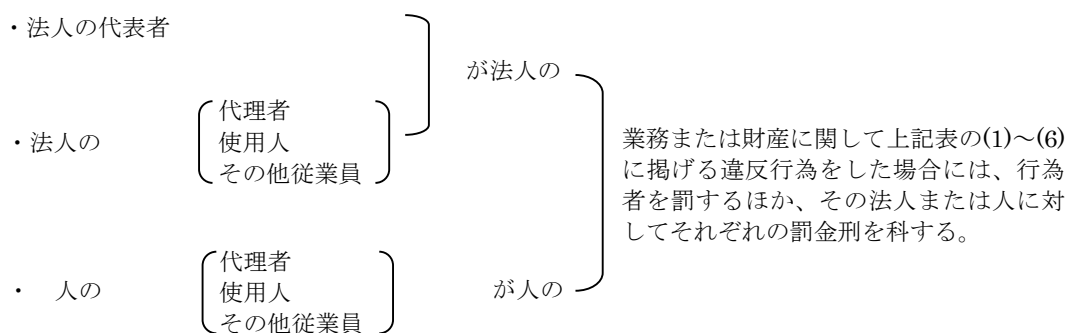 ・法人の代表者
が法人の
・法人の
代理者
使用人
その他従業員
業務または財産に関して上記表の(1)～(6)
に掲げる違反行為をした場合には、行為
者を罰するほか、その法人または人に対
してそれぞれの罰金刑を科する。
・ 人の
代理者
使用人
その他従業員
が人の